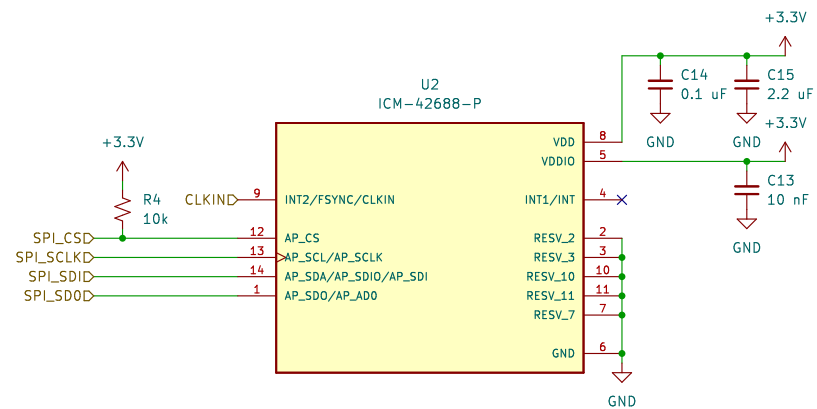 +3.3V
U2
ICM-42688-P
C14
0.1 uF
C15
2.2 uF
GND
GND
+3.3V
+3.3V
VDD
8
VDDIO
5
C13
10 nF
GND
R4
10k
CLKIN
9
INT2/FSYNC/CLKIN
INT1/INT
4
SPI_CS
12
AP_CS
RESV_2
2
SPI_SCLK
13
AP_SCL/AP_SCLK
RESV_3
3
SPI_SDI
14
AP_SDA/AP_SDIO/AP_SDI
RESV_10
10
SPI_SDO
1
AP_SDO/AP_AD0
RESV_11
11
RESV_7
7
GND
6
GND